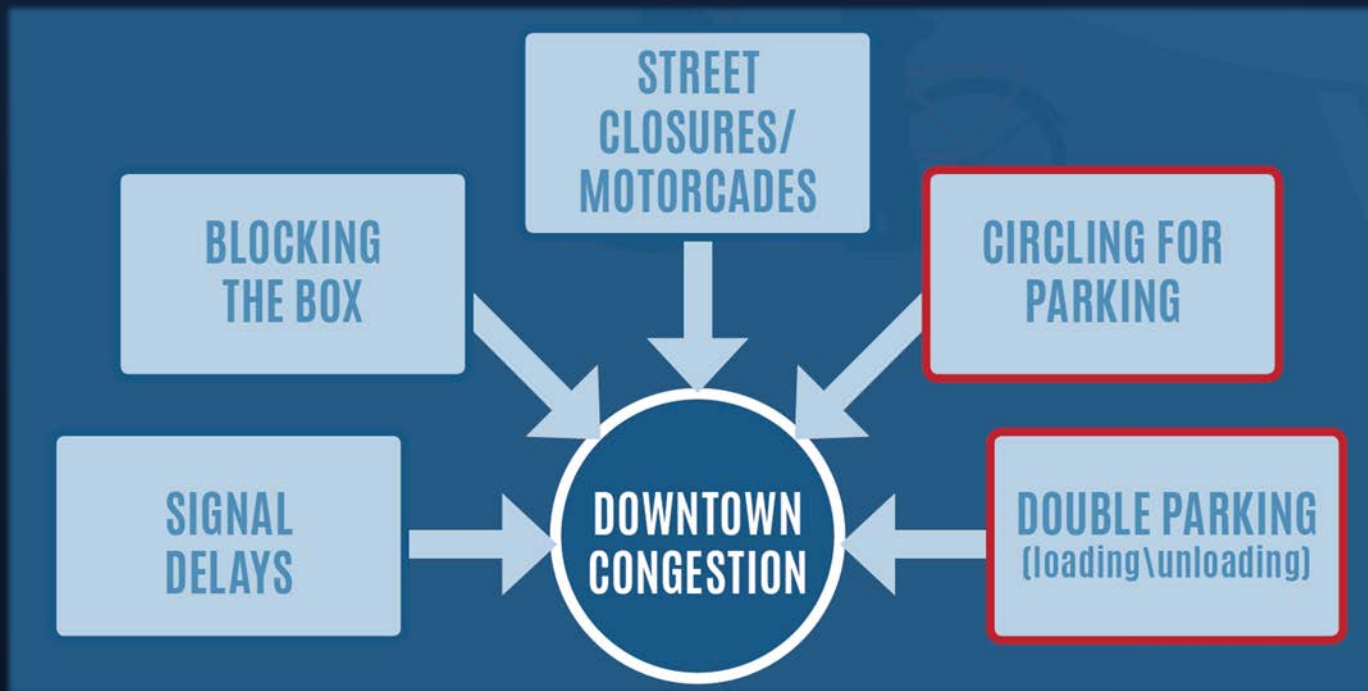 STREET
CLOSURES/
MOTORCADES
BLOCKING
THE BOX
CIRCLING FOR
PARKING
SIGNAL
DELAYS
DOWNTOWN
CONGESTION
DOUBLE PARKING
(loading\unloading)